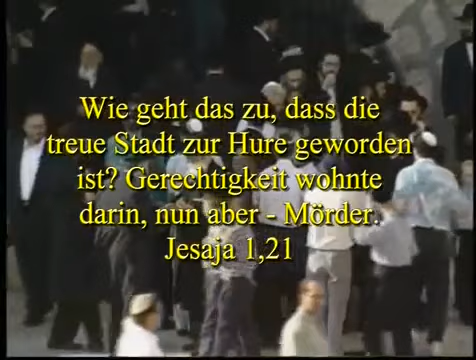 Wie geht das zu, dass die
treue Stadt zur Hure geworden
ist? Gerechtigkeit wohnte
darin, nun aber - Mörder.
Jesaja 1,21